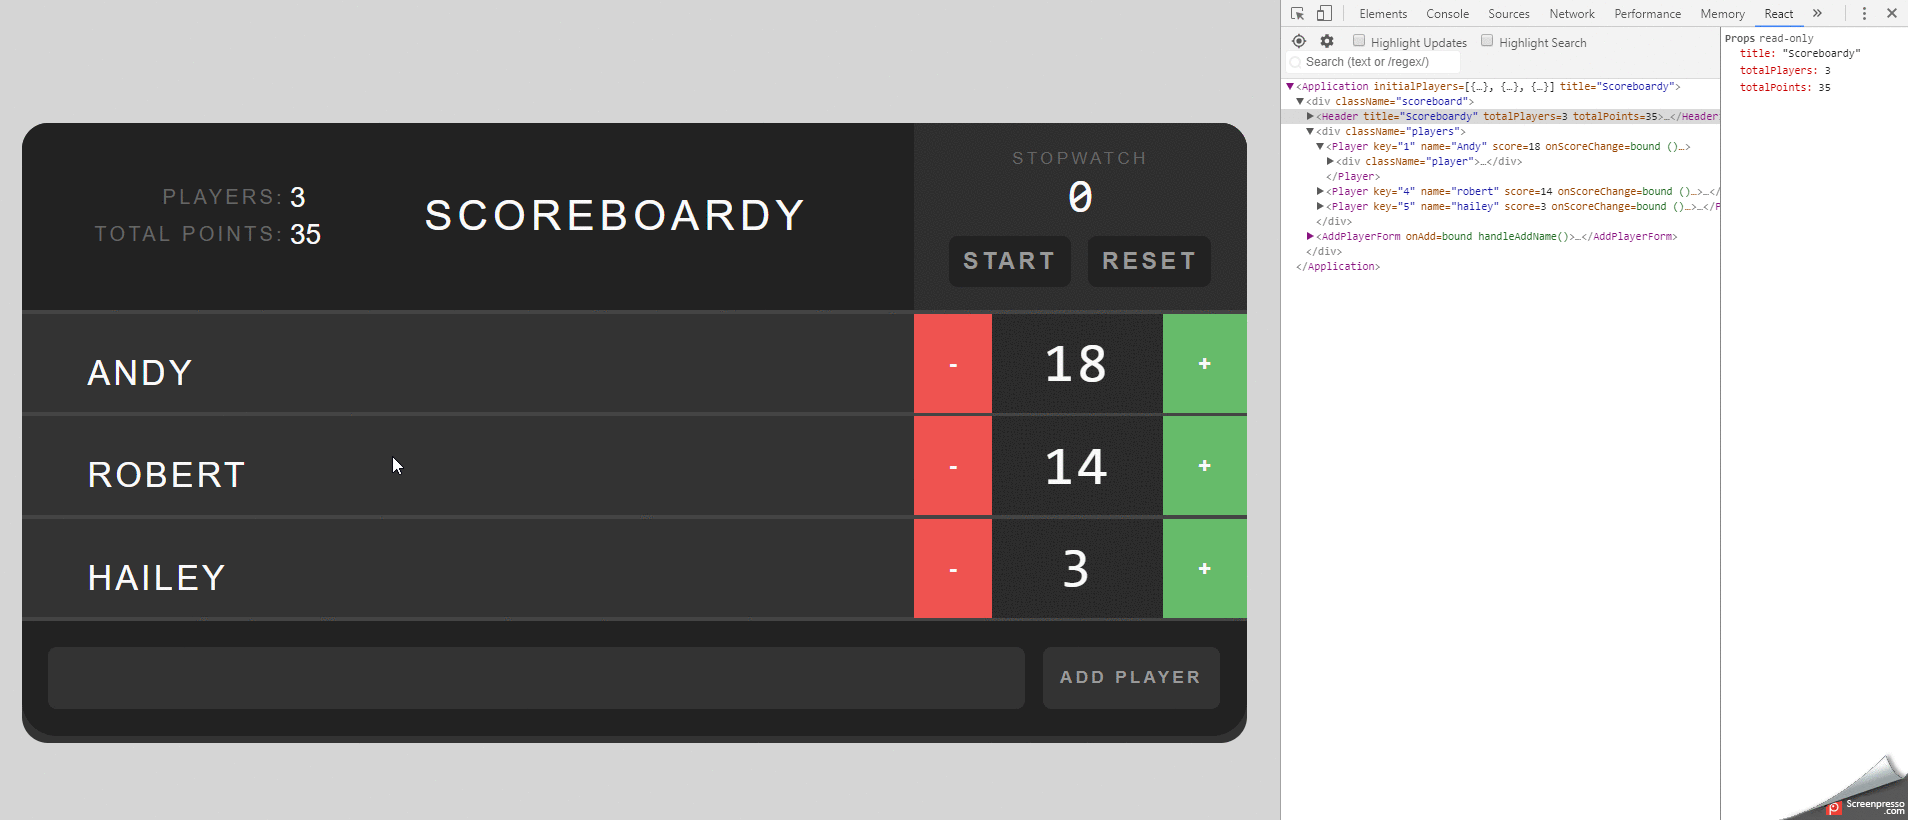 PLAYERS: 3
TOTAL POINTS: 35
SCOREBOARDY
STOPWATCH
0
START RESET
ANDY - 18 +
ROBERT - 14 +
HAILEY - 3 +
ADD PLAYER
Elements Console Sources Network Performance Memory React »
Highlight Updates Highlight Search
Search (text or /regex/)
<Application initialPlayers=[{…}, {…}, {…}] title="Scoreboardy">
<div className="scoreboard">
<Header title="Scoreboardy" totalPlayers=3 totalPoints=35>…</Header
<div className="players">
<Player key="1" name="Andy" score=18 onScoreChange=bound ()…>
<div className="player">…</div>
</Player>
<Player key="4" name="robert" score=14 onScoreChange=bound ()…>…</
<Player key="5" name="hailey" score=3 onScoreChange=bound ()…>…</P
</div>
<AddPlayerForm onAdd=bound handleAddName()>…</AddPlayerForm>
</div>
</Application>
Props read-only
title: "Scoreboardy"
totalPlayers: 3
totalPoints: 35
Screenpresso
.com